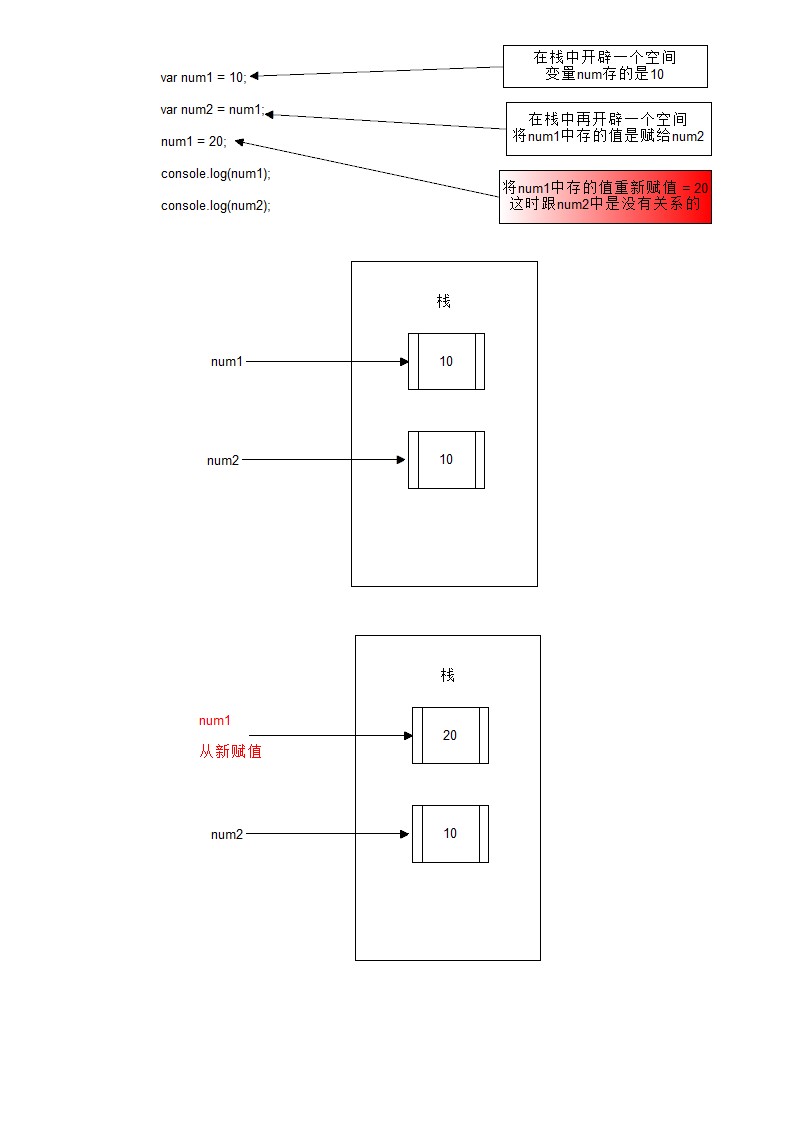 var num1 = 10;
在栈中开辟一个空间
变量num存的是10
var num2 = num1;
在栈中再开辟一个空间
将num1中存的值是赋给num2
num1 = 20;
将num1中存的值重新赋值 = 20
这时跟num2中是没有关系的
console.log(num1);
console.log(num2);
栈
num1
10
num2
10
栈
num1
从新赋值
20
num2
10